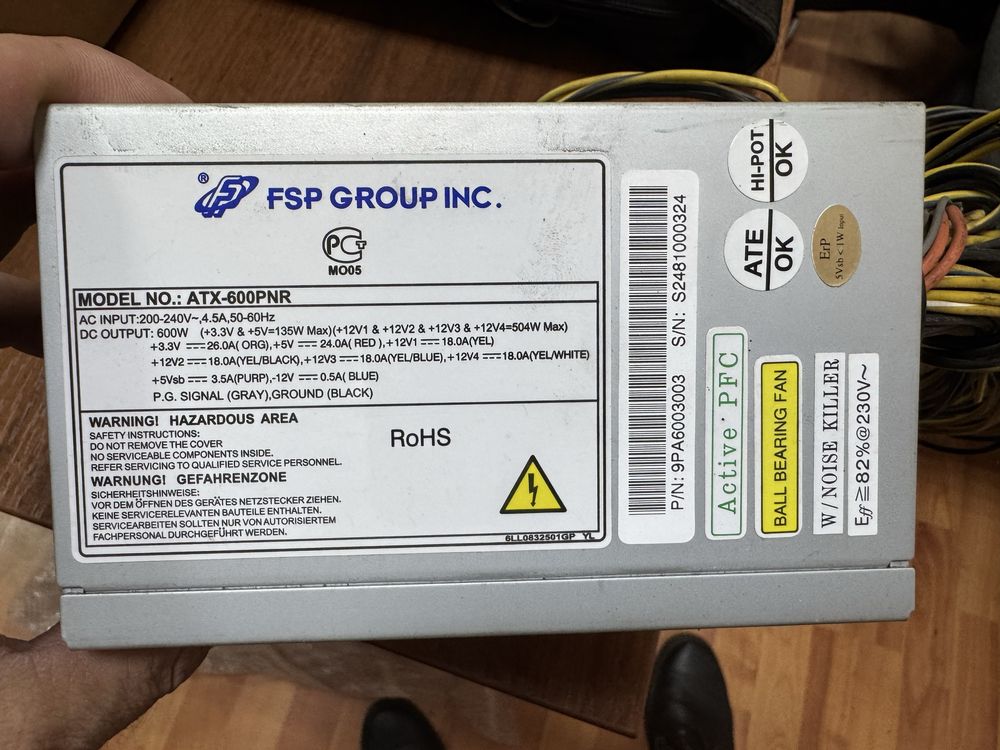 ® FSP GROUP INC.
PCT
MO05
MODEL NO.: ATX-600PNR
AC INPUT:200-240V~,4.5A,50-60Hz
DC OUTPUT: 600W (+3.3V & +5V=135W Max)(+12V1 & +12V2 & +12V3 & +12V4=504W Max)
+3.3V ⎓ 26.0A( ORG),+5V ⎓ 24.0A( RED ),+12V1 ⎓ 18.0A(YEL)
+12V2 ⎓ 18.0A(YEL/BLACK), +12V3 ⎓ 18.0A(YEL/BLUE), +12V4 ⎓ 18.0A(YEL/WHITE)
+5Vsb ⎓ 3.5A(PURP),-12V ⎓ 0.5A( BLUE)
P.G. SIGNAL (GRAY),GROUND (BLACK)
WARNING! HAZARDOUS AREA
SAFETY INSTRUCTIONS:
DO NOT REMOVE THE COVER
NO SERVICEABLE COMPONENTS INSIDE.
REFER SERVICING TO QUALIFIED SERVICE PERSONNEL.
WARNUNG! GEFAHRENZONE
SICHERHEITSHINWEISE:
VOR DEM ÖFFNEN DES GERÄTES NETZSTECKER ZIEHEN.
KEINE SERVICERELEVANTEN BAUTEILE ENTHALTEN.
SERVICEARBEITEN SOLLTEN NUR VON AUTORISIERTEM
FACHPERSONAL DURCHGEFÜHRT WERDEN.
RoHS
6LL0832501GP YL
P/N: 9PA6003003 S/N: S2481000324
HI-POT
OK
ATE
OK
ErP
5Vsb < 1W Input
Active PFC
BALL BEARING FAN
W/ NOISE KILLER
Eff≧82%@230V~